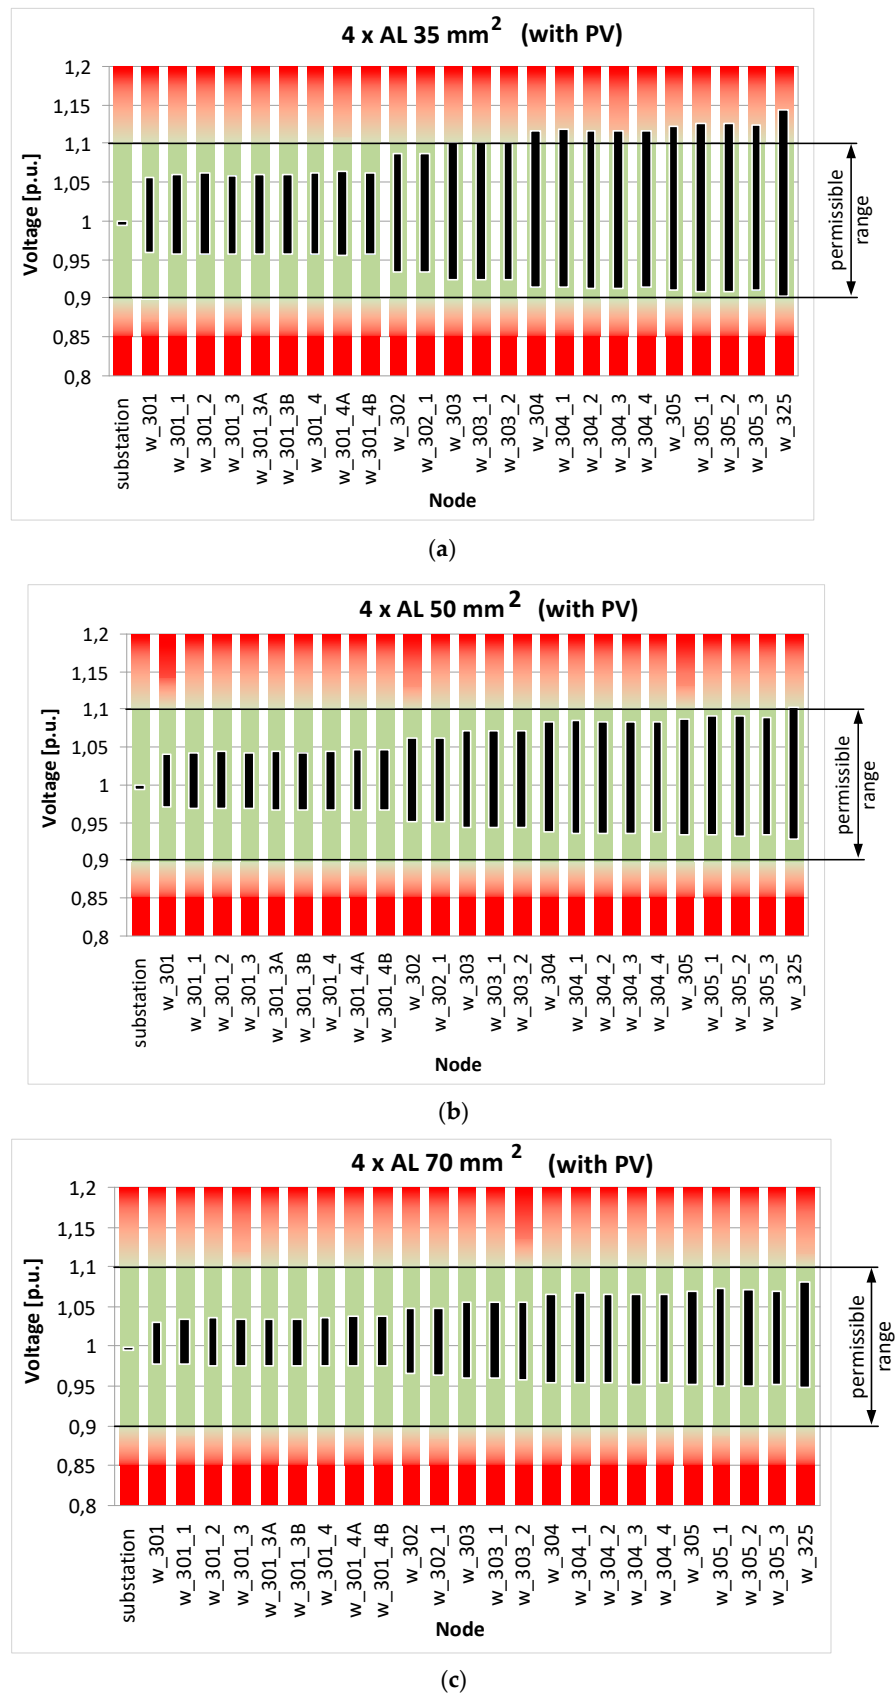 4 x AL 35 mm2 (with PV)
1,2
1,15
1,1
1,05
1
0,95
0,9
0,85
0,8
Voltage [p.u.]
permissible
range
substation
w_301
w_301_1
w_301_2
w_301_3
w_301_3A
w_301_3B
w_301_4
w_301_4A
w_301_4B
w_302
w_302_1
w_303
w_303_1
w_303_2
w_304
w_304_1
w_304_2
w_304_3
w_304_4
w_305
w_305_1
w_305_2
w_305_3
w_325
Node
(a)
4 x AL 50 mm2 (with PV)
1,2
1,15
1,1
1,05
1
0,95
0,9
0,85
0,8
Voltage [p.u.]
permissible
range
substation
w_301
w_301_1
w_301_2
w_301_3
w_301_3A
w_301_3B
w_301_4
w_301_4A
w_301_4B
w_302
w_302_1
w_303
w_303_1
w_303_2
w_304
w_304_1
w_304_2
w_304_3
w_304_4
w_305
w_305_1
w_305_2
w_305_3
w_325
Node
(b)
4 x AL 70 mm 2 (with PV)
1,2
1,15
1,1
1,05
1
0,95
0,9
0,85
0,8
Voltage [p.u.]
permissible
range
substation
w_301
w_301_1
w_301_2
w_301_3
w_301_3A
w_301_3B
w_301_4
w_301_4A
w_301_4B
w_302
w_302_1
w_303
w_303_1
w_303_2
w_304
w_304_1
w_304_2
w_304_3
w_304_4
w_305
w_305_1
w_305_2
w_305_3
w_325
Node
(c)